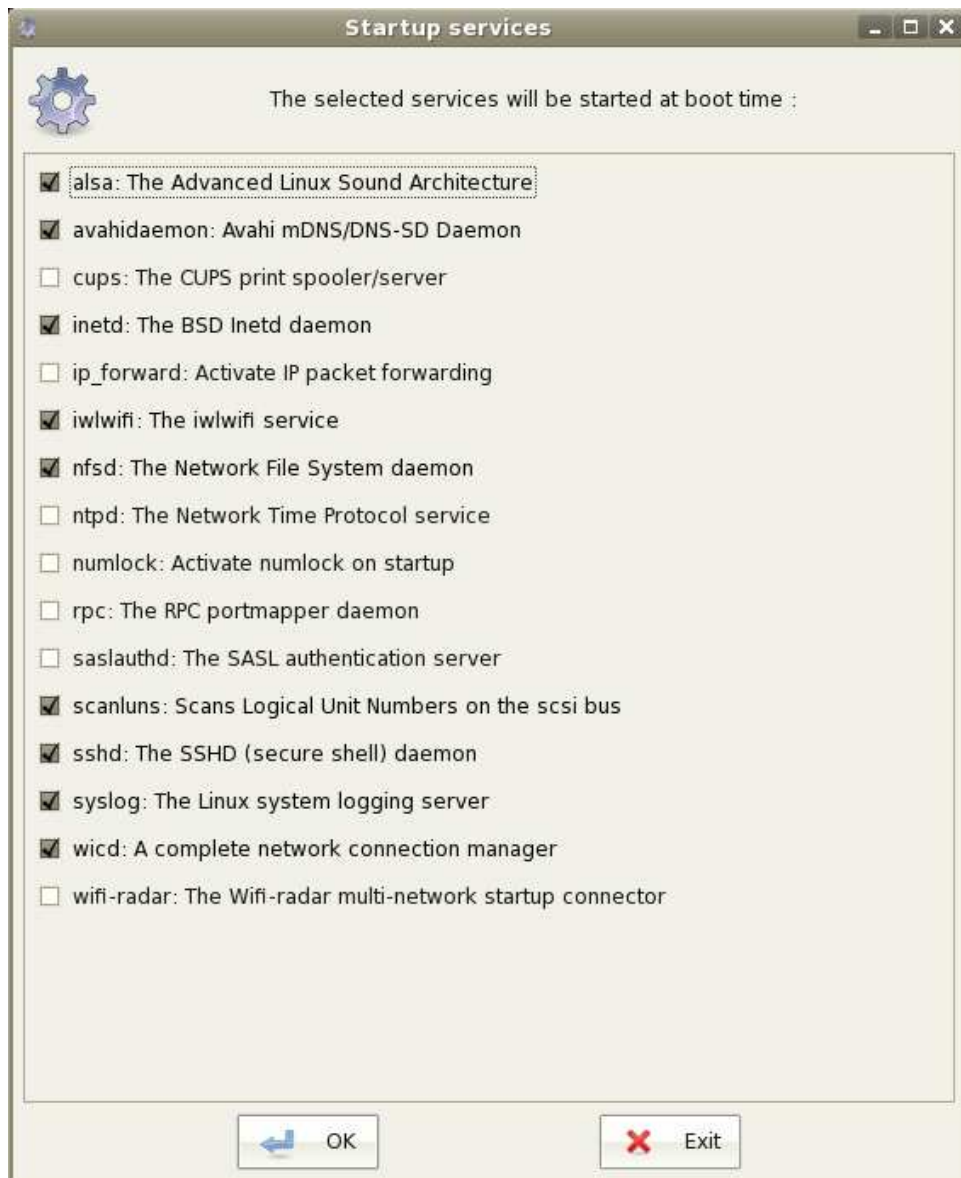 Startup services
The selected services will be started at boot time :
alsa: The Advanced Linux Sound Architecture
avahidaemon: Avahi mDNS/DNS-SD Daemon
cups: The CUPS print spooler/server
inetd: The BSD Inetd daemon
ip_forward: Activate IP packet forwarding
iwlwifi: The iwlwifi service
nfsd: The Network File System daemon
ntpd: The Network Time Protocol service
numlock: Activate numlock on startup
rpc: The RPC portmapper daemon
saslauthd: The SASL authentication server
scanluns: Scans Logical Unit Numbers on the scsi bus
sshd: The SSHD (secure shell) daemon
syslog: The Linux system logging server
wicd: A complete network connection manager
wifi-radar: The Wifi-radar multi-network startup connector
OK
Exit